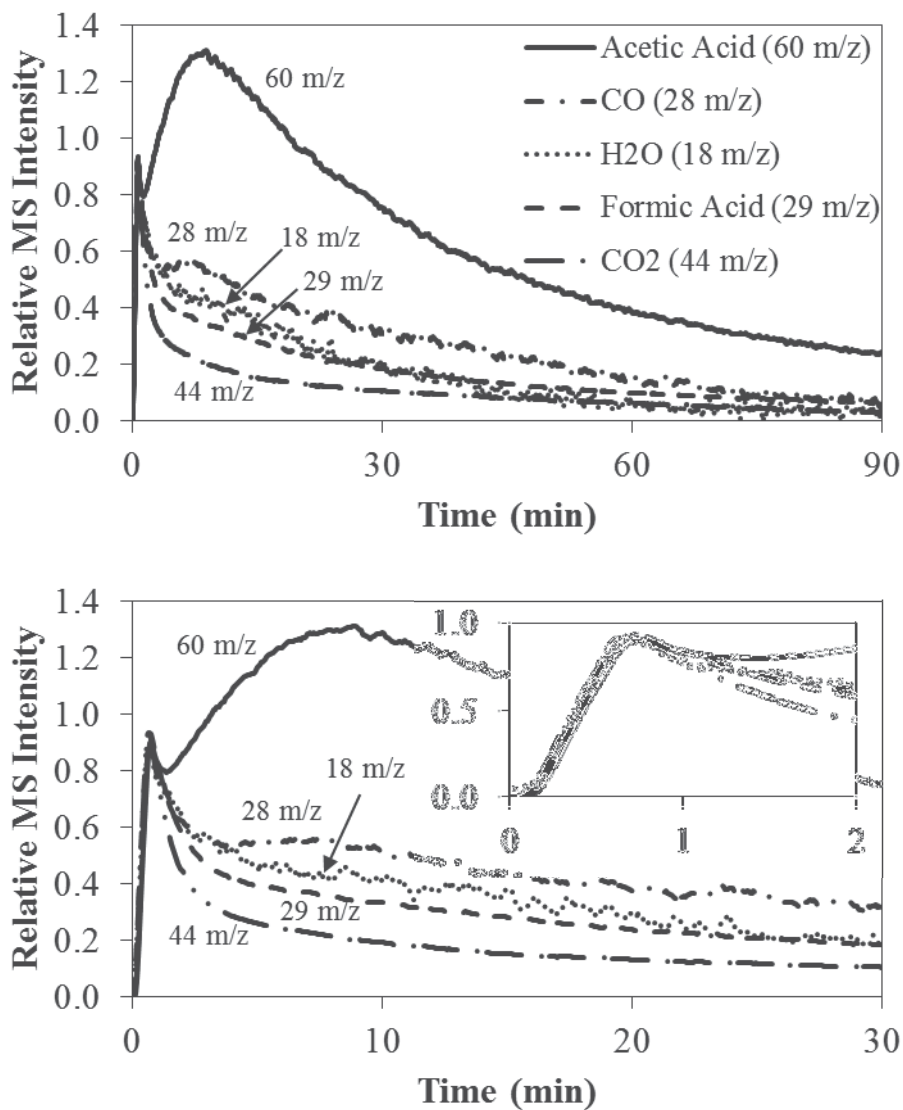 1.4
1.2
1.0
0.8
0.6
0.4
0.2
0.0
Relative MS Intensity
60 m/z
28 m/z
18 m/z
29 m/z
44 m/z
Acetic Acid (60 m/z)
CO (28 m/z)
H2O (18 m/z)
Formic Acid (29 m/z)
CO2 (44 m/z)
0 30 60 90
Time (min)
1.4
1.2
1.0
0.8
0.6
0.4
0.2
0.0
Relative MS Intensity
60 m/z
18 m/z
28 m/z
29 m/z
44 m/z
1.0
0.5
0.0
0 1 2
0 10 20 30
Time (min)